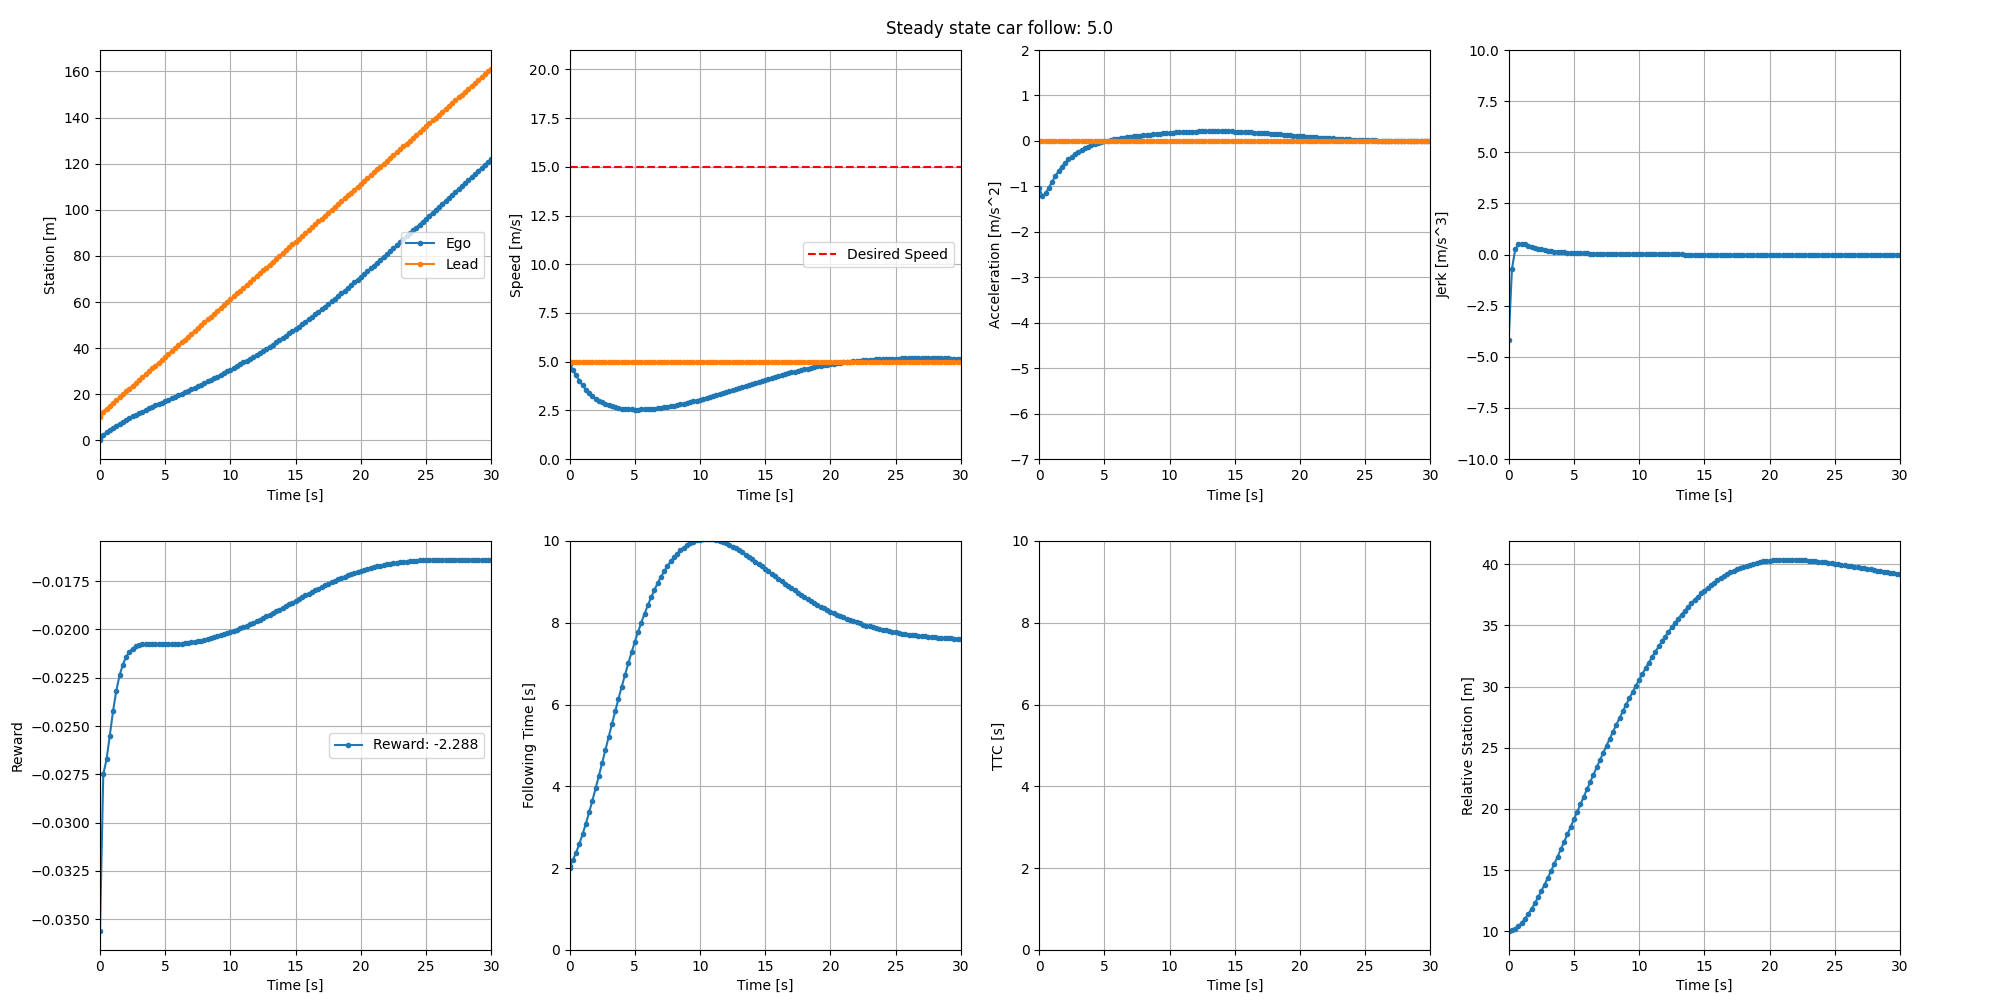 Steady state car follow: 5.0
Station [m]
160
140
120
100
80
60
40
20
0
Ego
Lead
0 5 10 15 20 25 30
Time [s]
Speed [m/s]
20.0
17.5
15.0
12.5
10.0
7.5
5.0
2.5
0.0
Desired Speed
0 5 10 15 20 25 30
Time [s]
Acceleration [m/s^2]
2
1
0
−1
−2
−3
−4
−5
−6
−7
0 5 10 15 20 25 30
Time [s]
Jerk [m/s^3]
10.0
7.5
5.0
2.5
0.0
−2.5
−5.0
−7.5
−10.0
0 5 10 15 20 25 30
Time [s]
Reward
−0.0175
−0.0200
−0.0225
−0.0250
−0.0275
−0.0300
−0.0325
−0.0350
Reward: -2.288
0 5 10 15 20 25 30
Time [s]
Following Time [s]
10
8
6
4
2
0
0 5 10 15 20 25 30
Time [s]
TTC [s]
10
8
6
4
2
0
0 5 10 15 20 25 30
Time [s]
Relative Station [m]
40
35
30
25
20
15
10
0 5 10 15 20 25 30
Time [s]